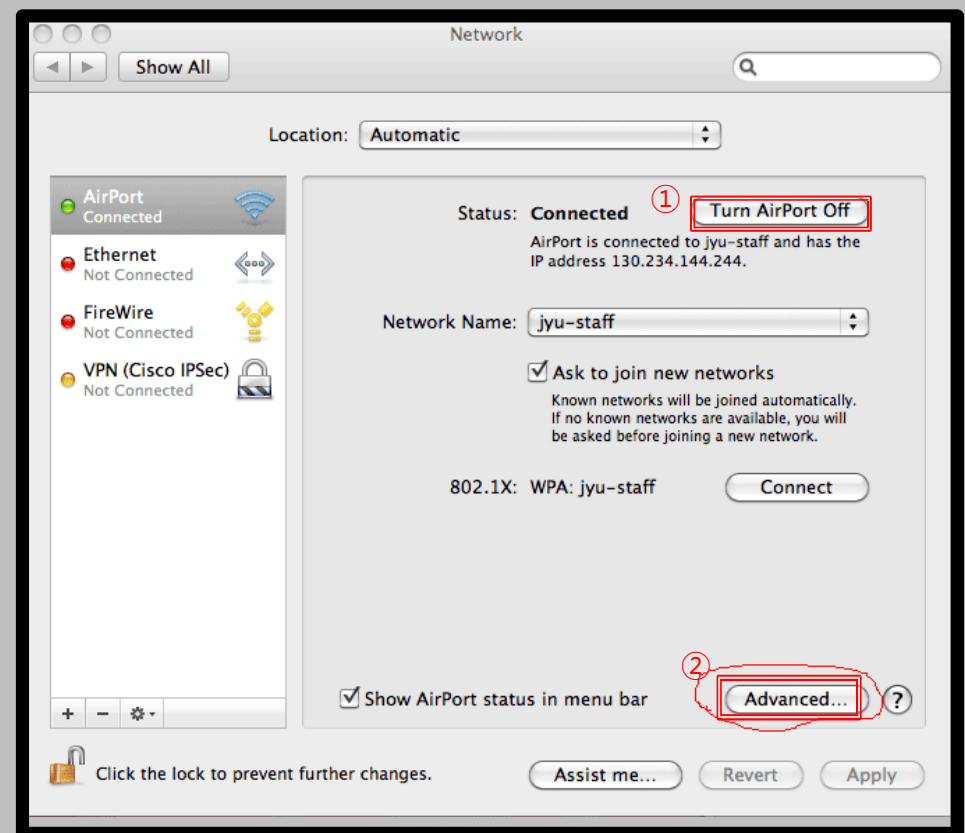 Network
Show All
Location: Automatic
AirPort
Connected
Ethernet
Not Connected
FireWire
Not Connected
VPN (Cisco IPSec)
Not Connected
① Turn AirPort Off
Status: Connected
AirPort is connected to jyu-staff and has the
IP address 130.234.144.244.
Network Name: jyu-staff
Ask to join new networks
Known networks will be joined automatically.
If no known networks are available, you will
be asked before joining a new network.
802.1X: WPA: jyu-staff Connect
②
Show AirPort status in menu bar Advanced... ?
+ −
Click the lock to prevent further changes.
Assist me... Revert Apply